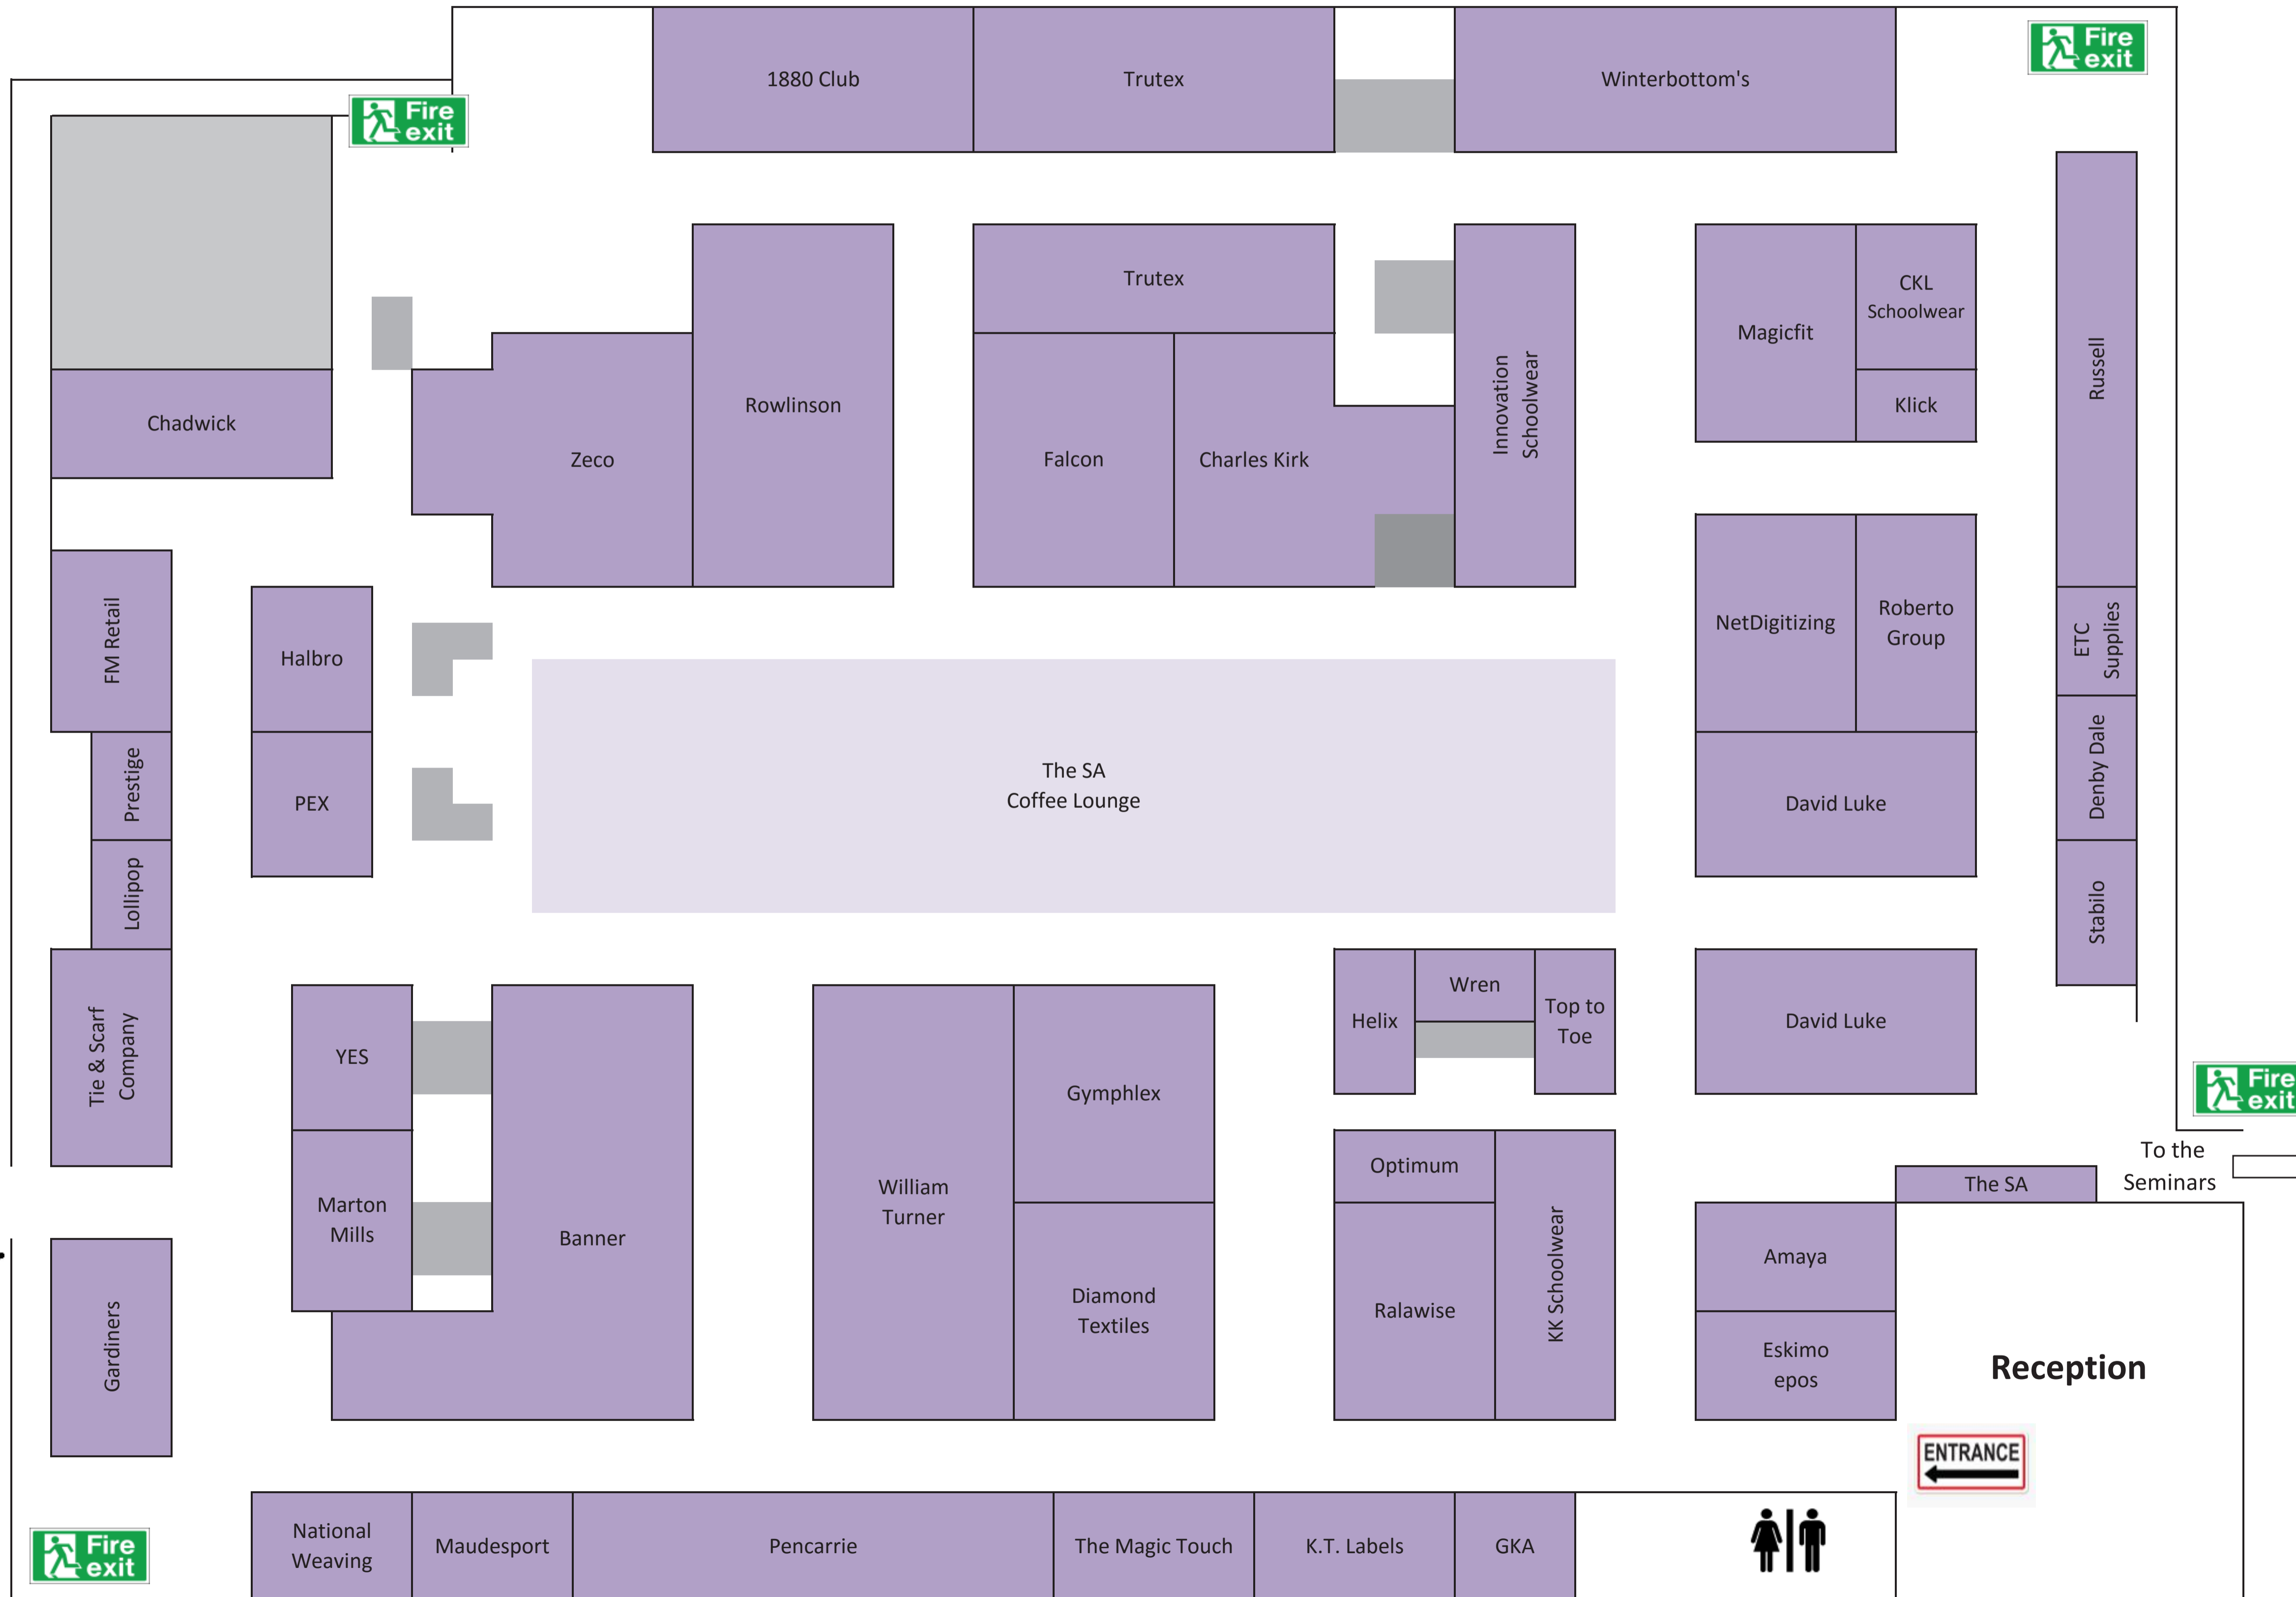 1880 Club
Trutex
Winterbottom's
Fire
exit
Fire
exit
Trutex
CKL
Schoolwear
Magicfit
Klick
Russell
Innovation
Schoolwear
Rowlinson
Chadwick
Zeco
Falcon
Charles Kirk
FM Retail
Halbro
NetDigitizing
Roberto
Group
ETC
Supplies
Prestige
PEX
The SA
Coffee Lounge
David Luke
Denby Dale
Lollipop
Stabilo
Tie & Scarf
Company
YES
Helix
Wren
Top to
Toe
David Luke
Gymphlex
Fire
exit
To the
Seminars
The SA
Optimum
William
Turner
Marton
Mills
Banner
KK Schoolwear
Amaya
Gardiners
Diamond
Textiles
Ralawise
Eskimo
epos
Reception
ENTRANCE
Fire
exit
National
Weaving
Maudesport
Pencarrie
The Magic Touch
K.T. Labels
GKA